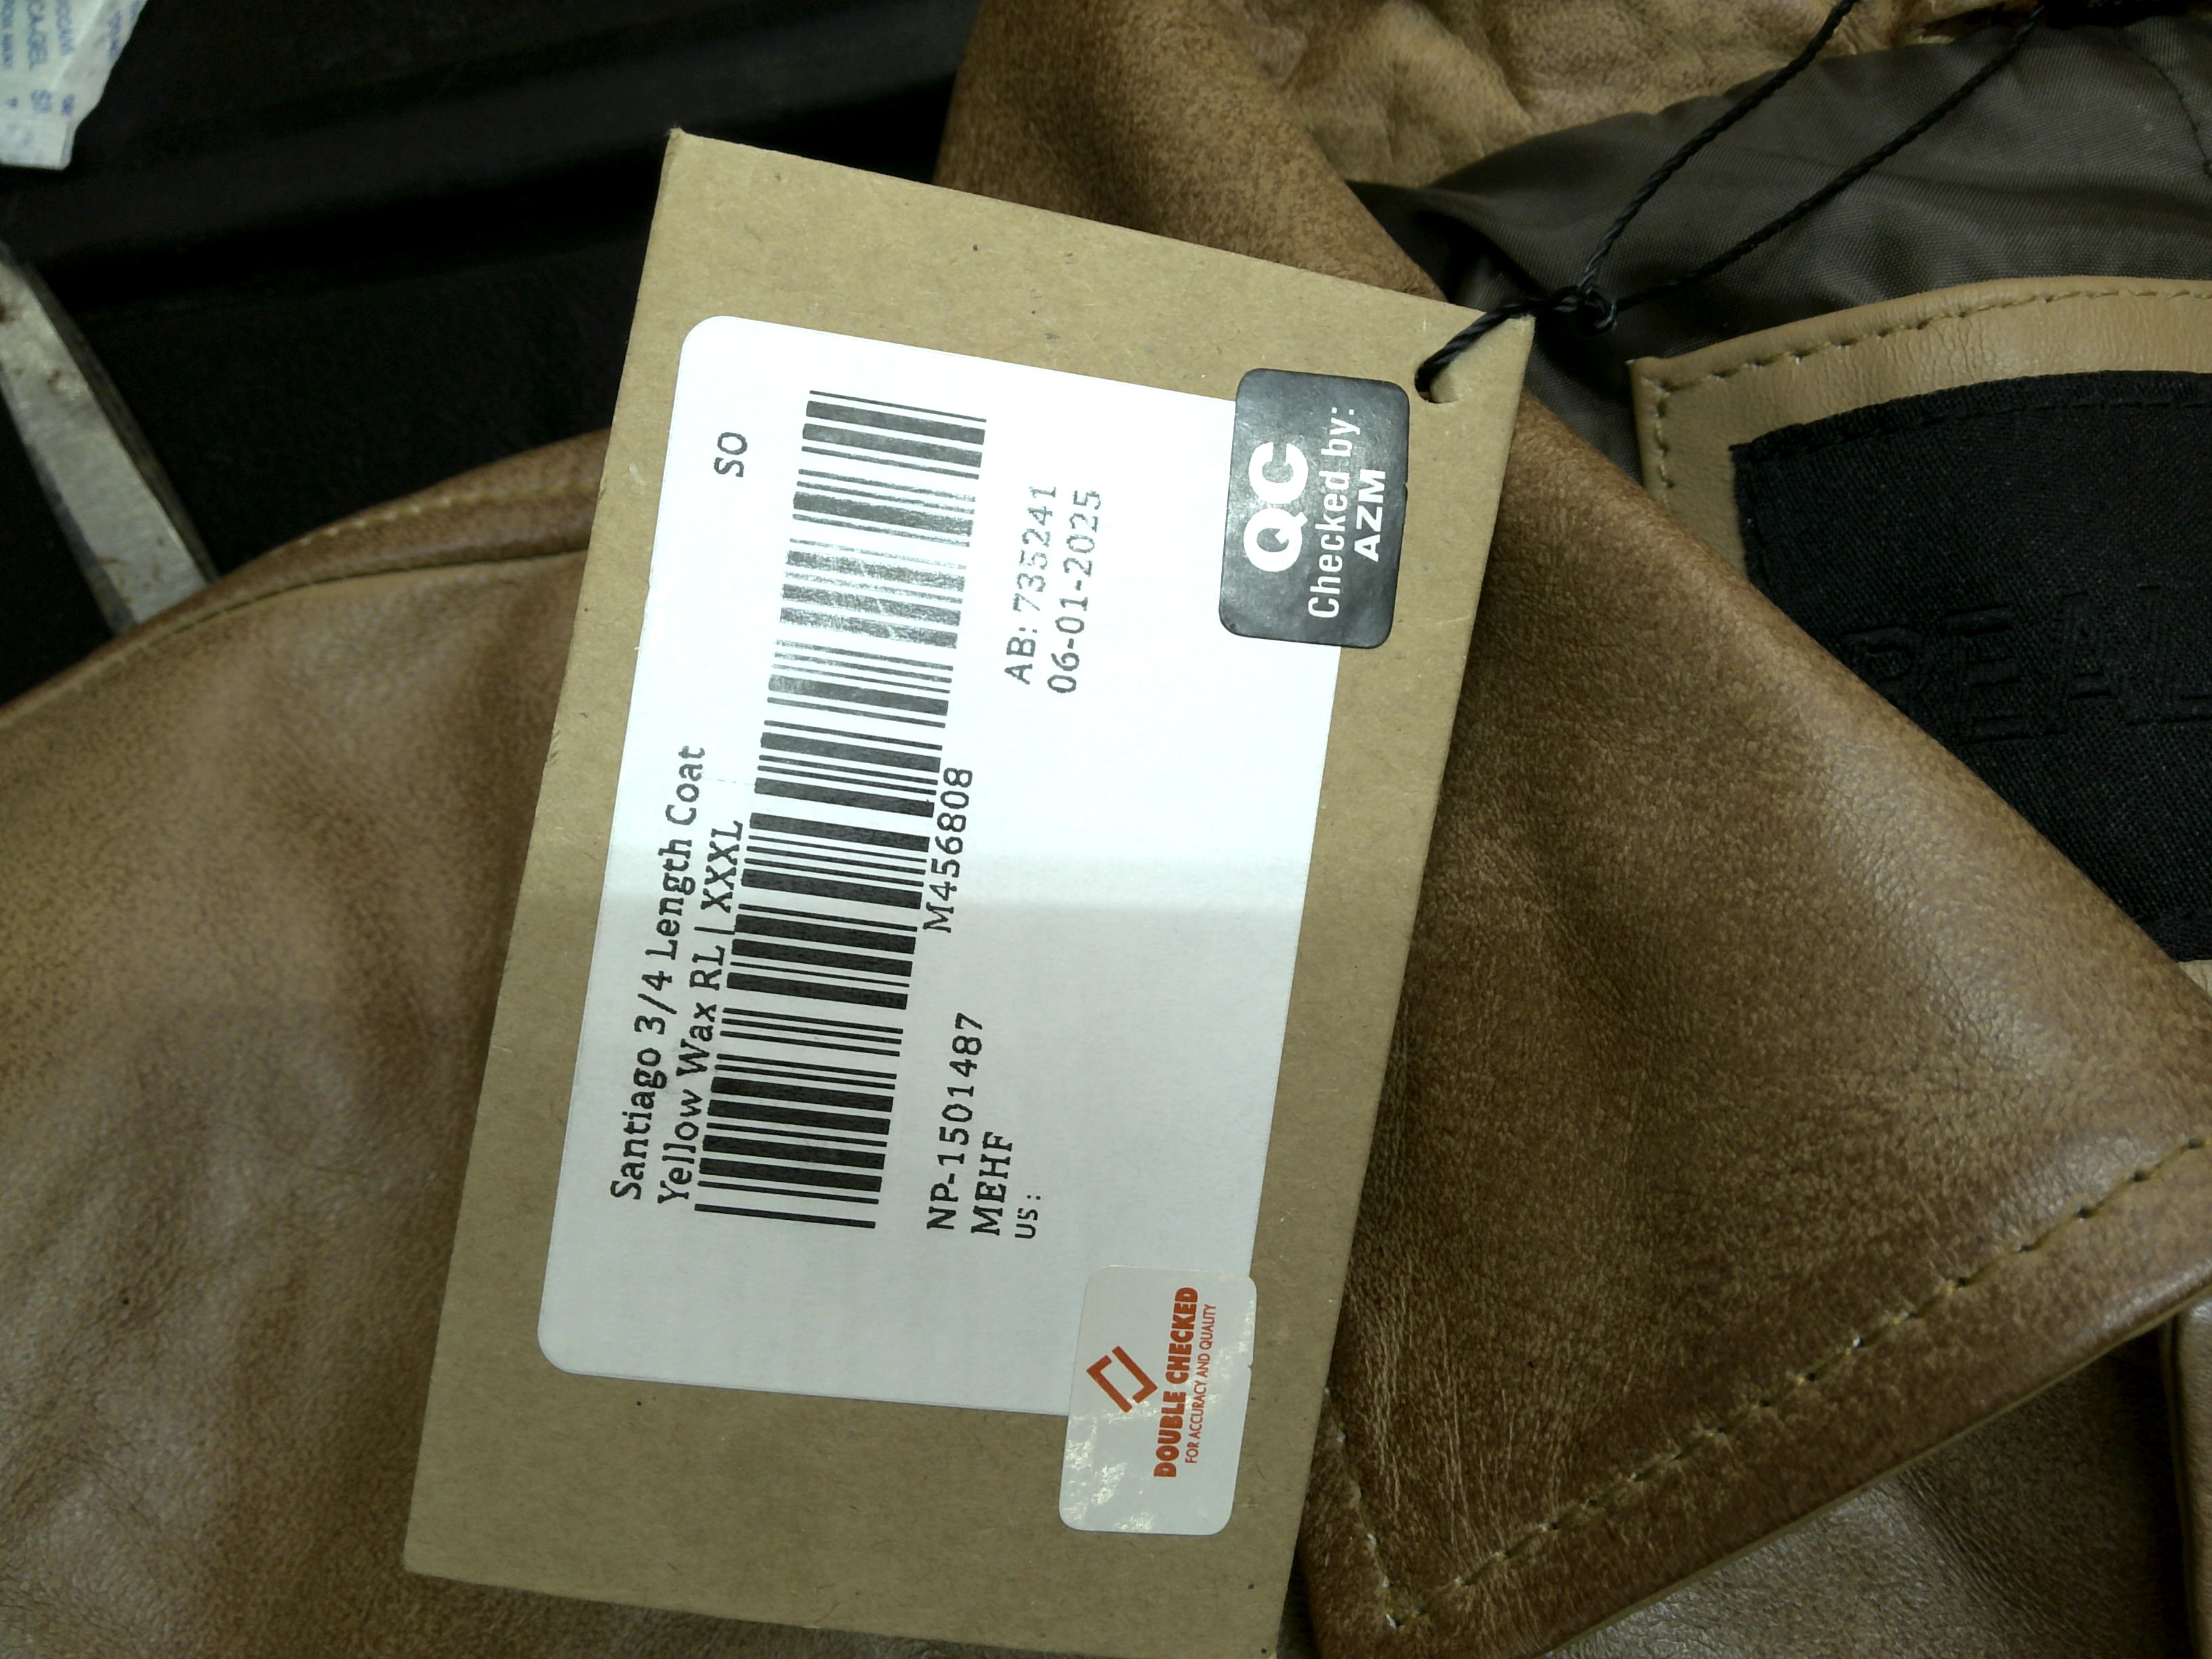 SO
Santiago 3/4 Length Coat
Yellow Wax RL | XXXL
M456808
NP-1501487
MEHF
US:
AB: 735241
06-01-2025
QC
Checked by:
AZM
DOUBLE CHECKED
FOR ACCURACY AND QUALITY